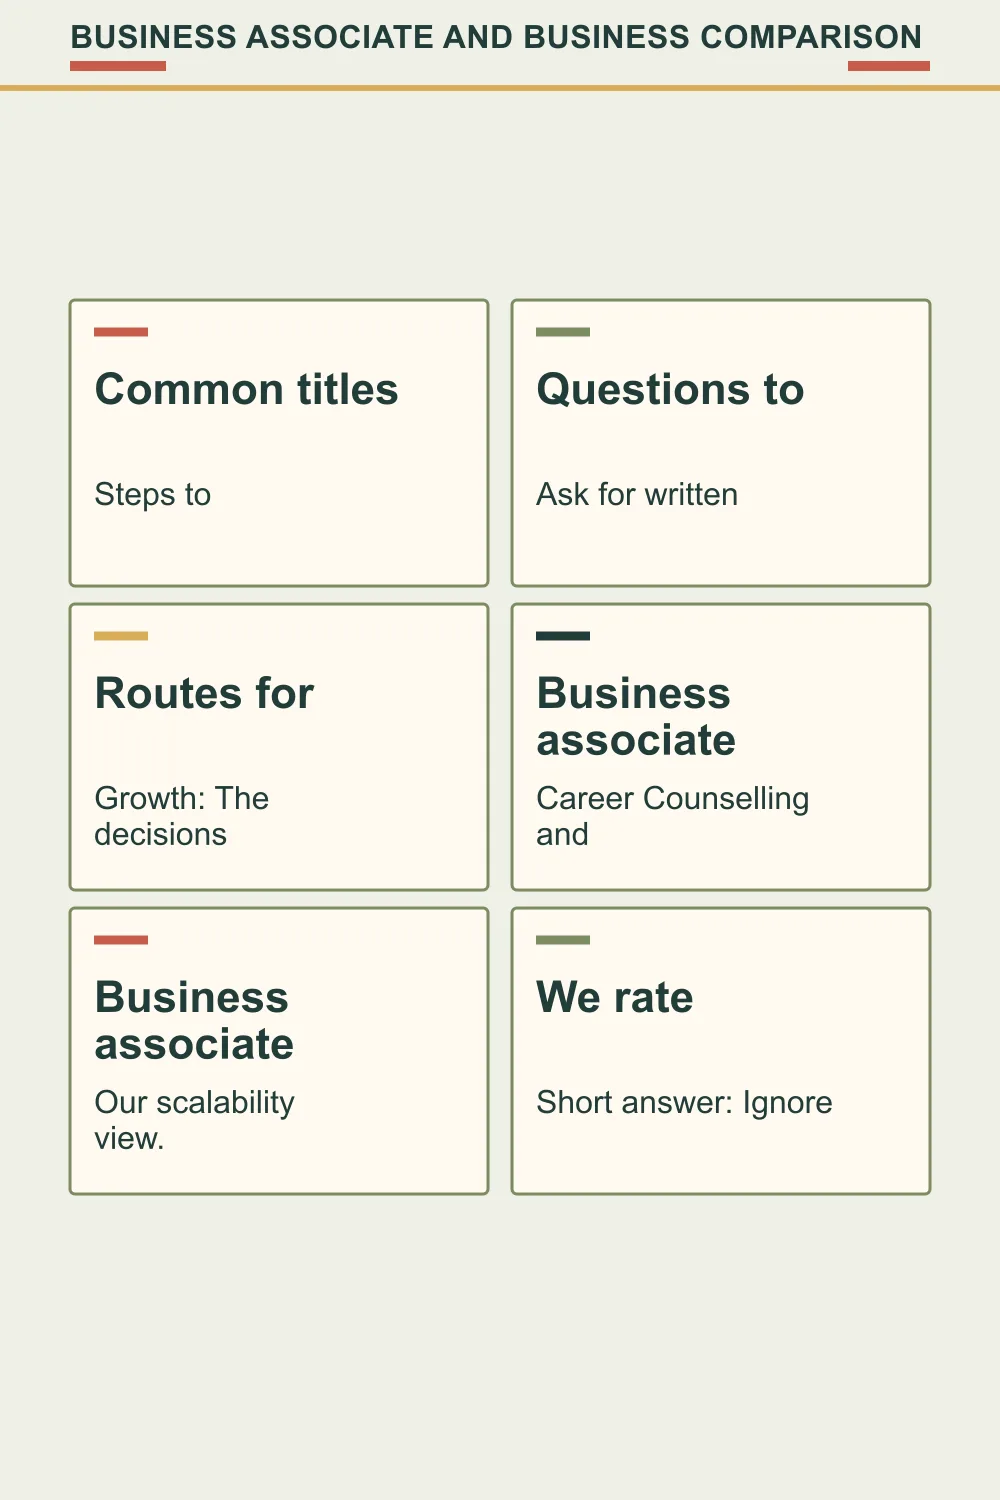 BUSINESS ASSOCIATE AND BUSINESS COMPARISON
Common titles
Steps to
Questions to
Ask for written
Routes for
Growth: The
decisions
Business
associate
Career Counselling
and
Business
associate
Our scalability
view.
We rate
Short answer: Ignore